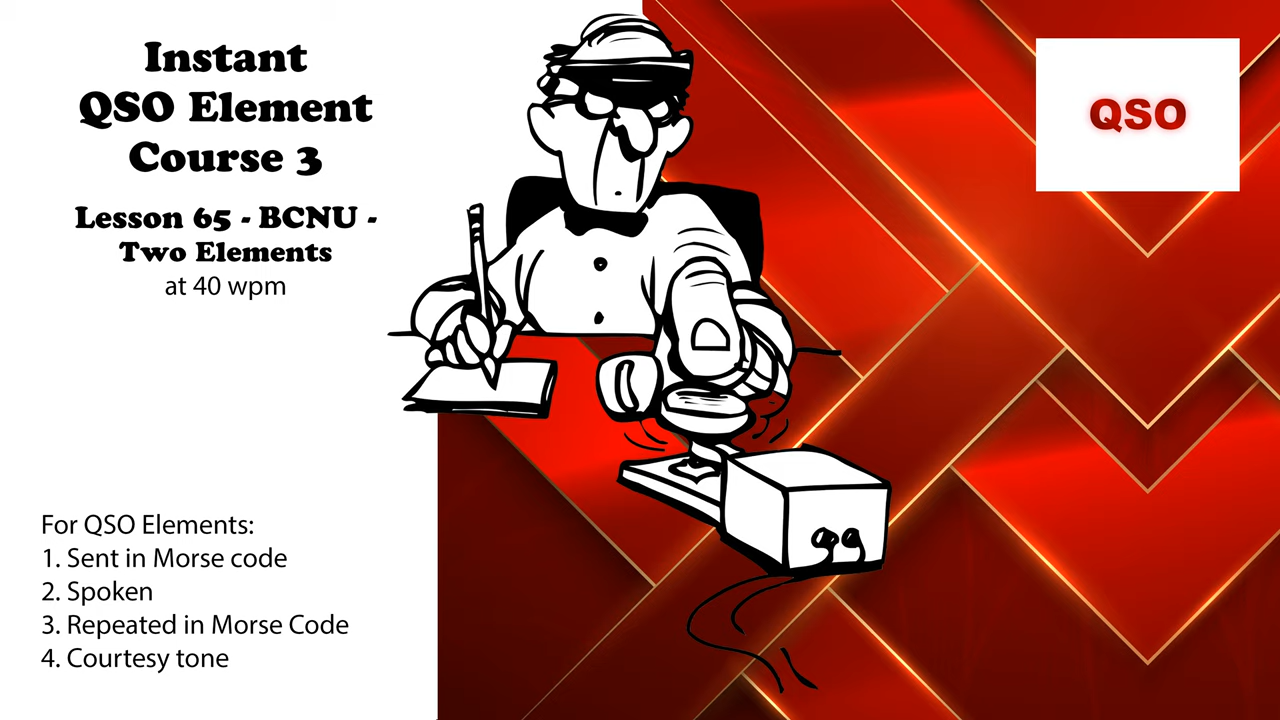 Instant
QSO Element
Course 3
Lesson 65 - BCNU -
Two Elements
at 40 wpm
QSO
For QSO Elements:
1. Sent in Morse code
2. Spoken
3. Repeated in Morse Code
4. Courtesy tone